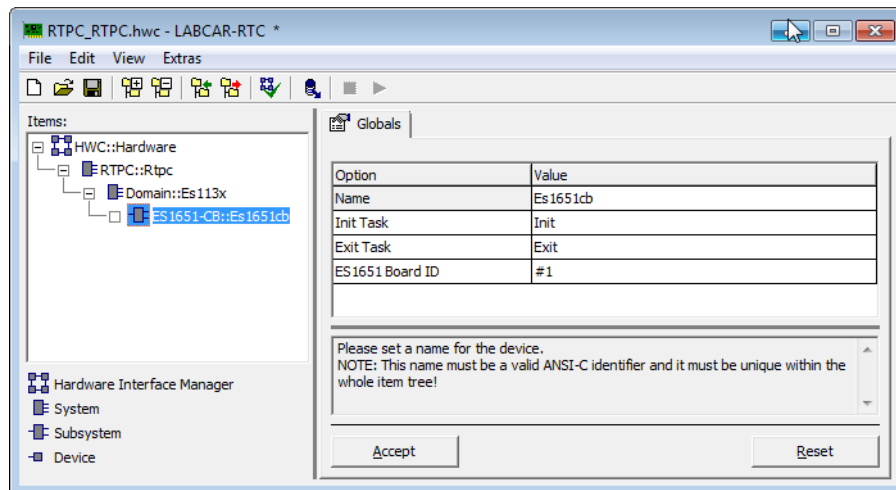 RTPC_RTPC.hwc - LABCAR-RTC *
File Edit View Extras
Items:
HWC::Hardware
RTPC::Rtpc
Domain::Es113x
ES1651-CB::Es1651cb
Hardware Interface Manager
System
Subsystem
Device
Globals
Option Value
Name Es1651cb
Init Task Init
Exit Task Exit
ES1651 Board ID #1
Please set a name for the device.
NOTE: This name must be a valid ANSI-C identifier and it must be unique within the
whole item tree!
Accept Reset